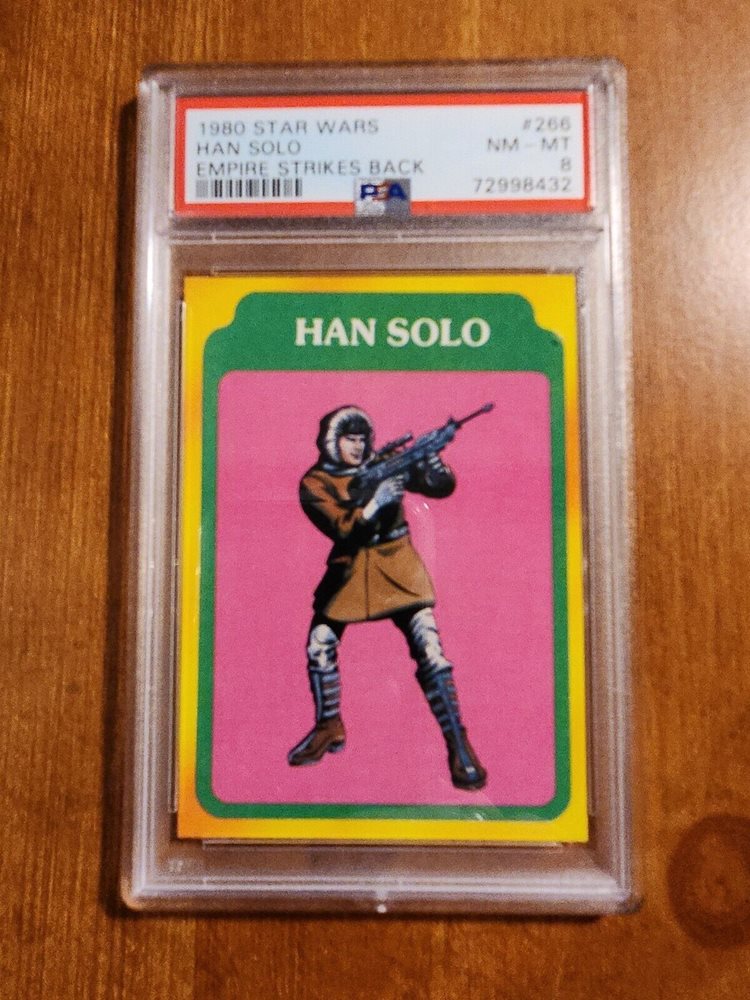 1980 STAR WARS #266
HAN SOLO NM - MT
EMPIRE STRIKES BACK 8
PSA 72998432
HAN SOLO